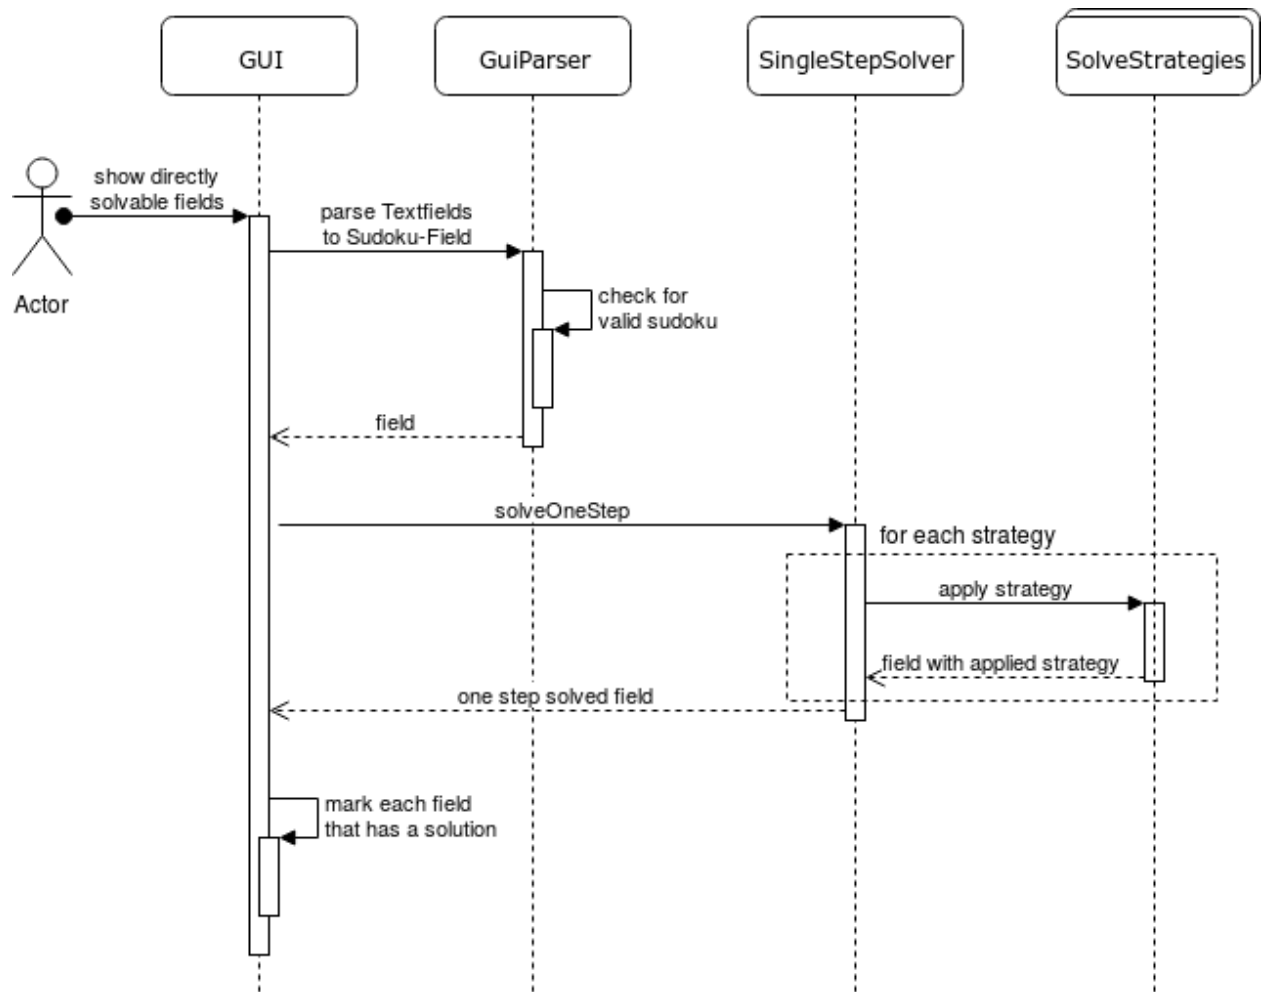 GUI
GuiParser
SingleStepSolver
SolveStrategies
show directly
solvable fields
Actor
parse Textfields
to Sudoku-Field
check for
valid sudoku
field
solveOneStep
for each strategy
apply strategy
field with applied strategy
one step solved field
mark each field
that has a solution